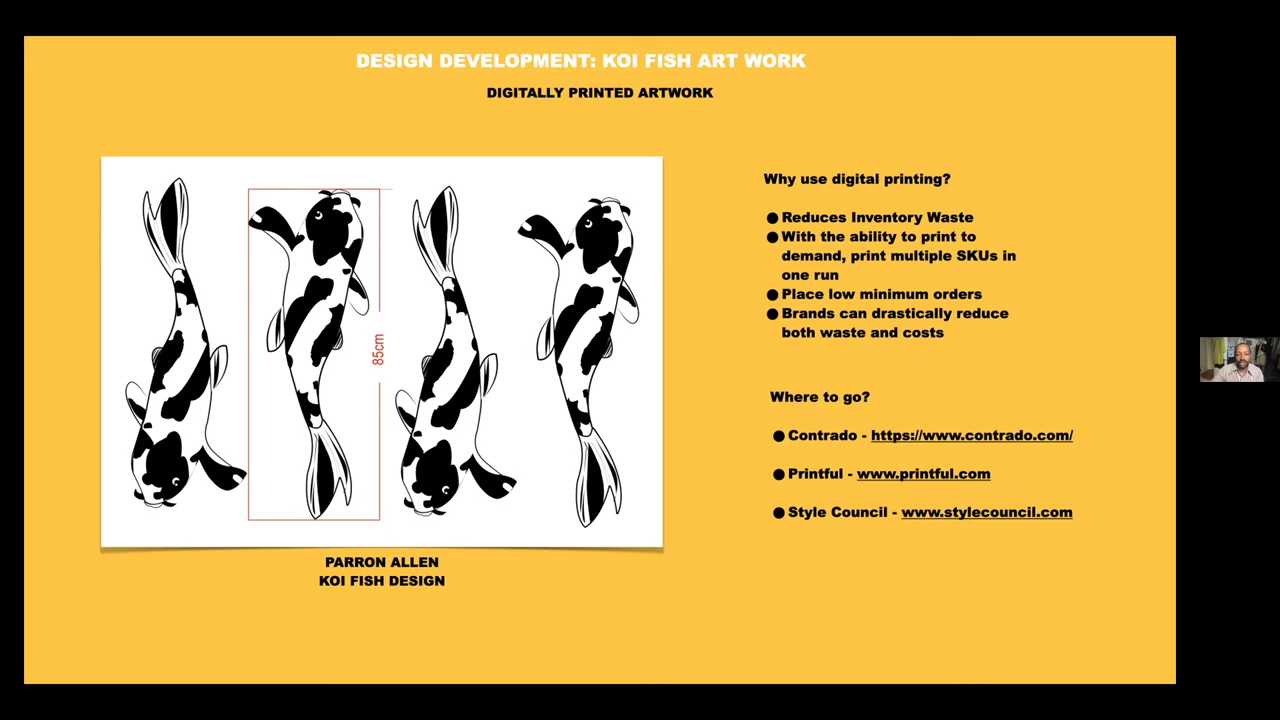 DESIGN DEVELOPMENT: KOI FISH ART WORK
DIGITALLY PRINTED ARTWORK
85cm
PARRON ALLEN
KOI FISH DESIGN
Why use digital printing?
● Reduces Inventory Waste
● With the ability to print to
demand, print multiple SKUs in
one run
● Place low minimum orders
● Brands can drastically reduce
both waste and costs
Where to go?
● Contrado - https://www.contrado.com/
● Printful - www.printful.com
● Style Council - www.stylecouncil.com